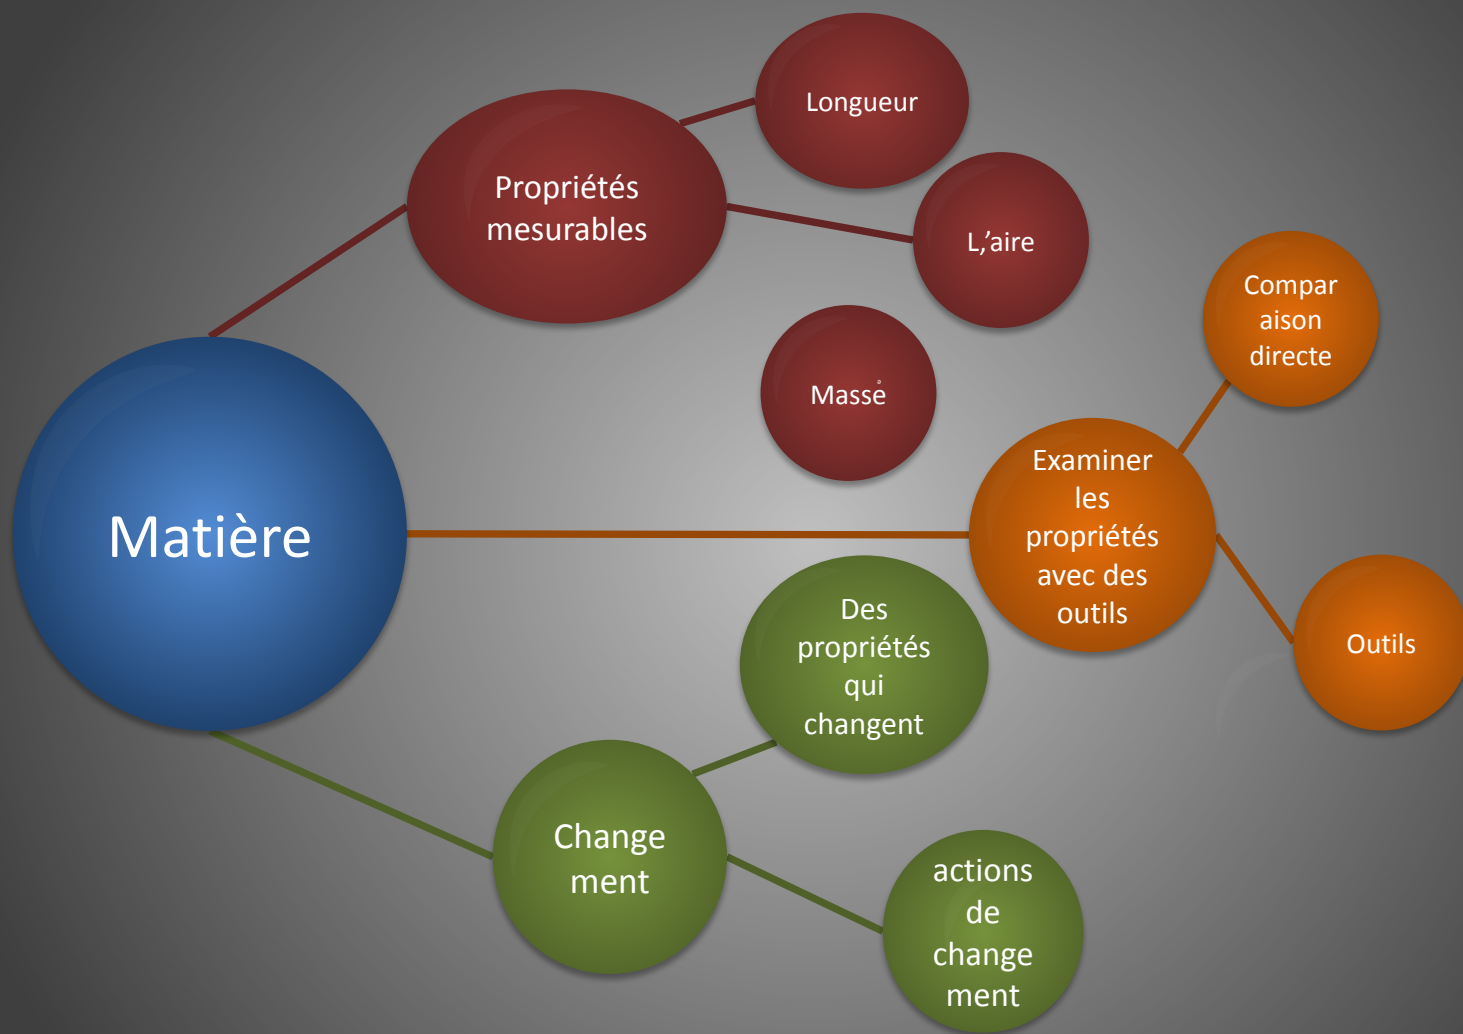 Matière
Propriétés
mesurables
Longueur
L,'aire
Masse
Examiner
les
propriétés
avec des
outils
Compar
aison
directe
Outils
Change
ment
Des
propriétés
qui
changent
actions
de
change
ment